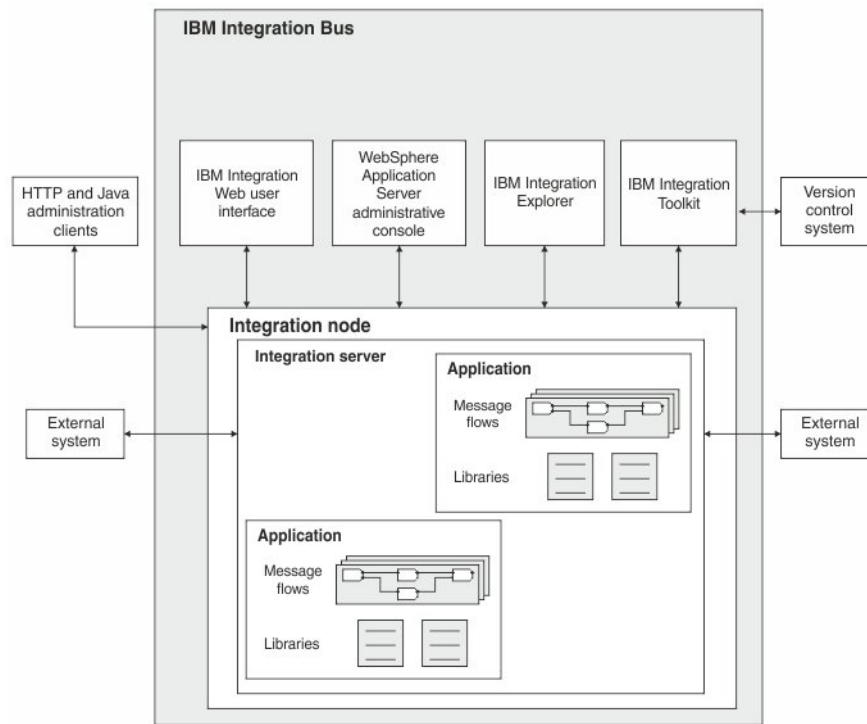 IBM Integration Bus
HTTP and Java
administration
clients
IBM Integration
Web user
interface
WebSphere
Application
Server
administrative
console
IBM Integration
Explorer
IBM Integration
Toolkit
Version
control
system
Integration node
Integration server
Application
Message
flows
Libraries
External
system
External
system
Application
Message
flows
Libraries